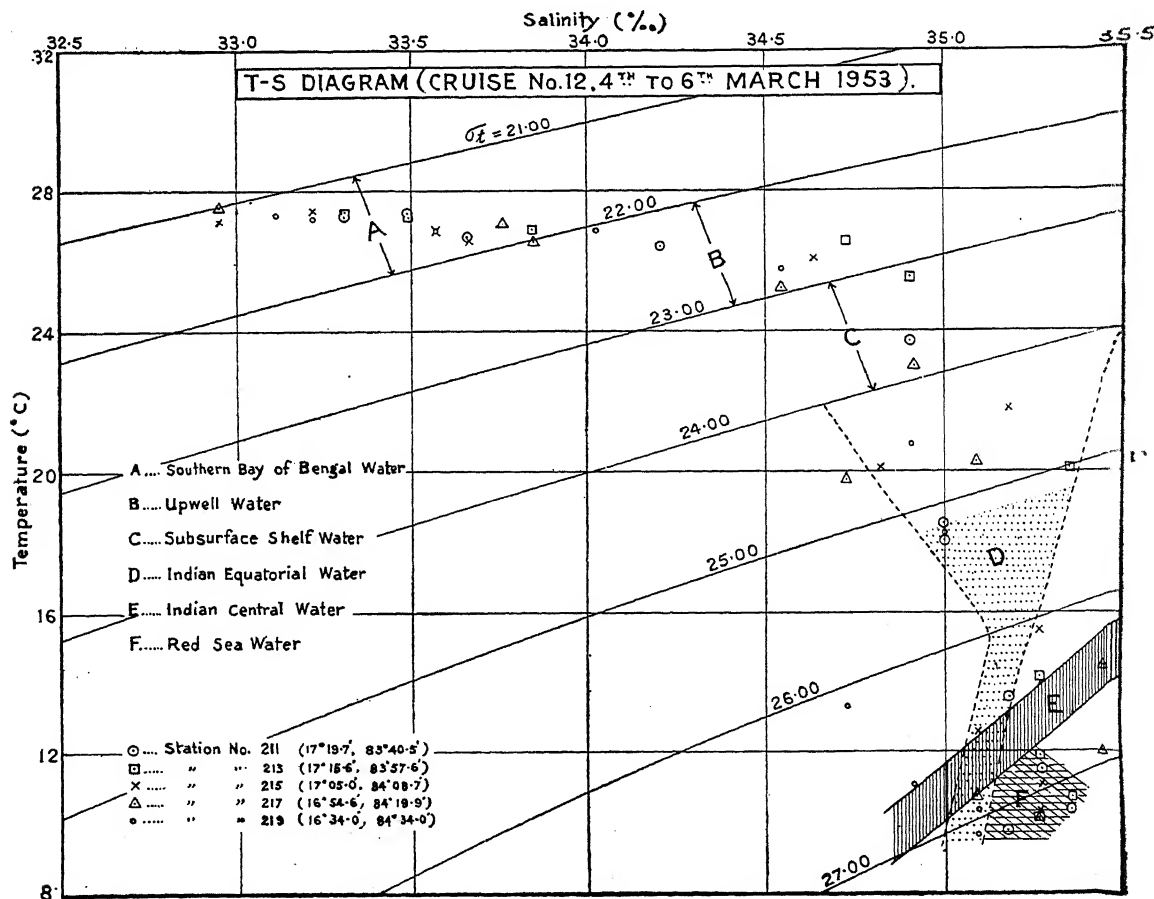 Salinity (‰)
32.5 33.0 33.5 34.0 34.5 35.0 35.5
T-S DIAGRAM (CRUISE No.12, 4TH TO 6TH MARCH 1953).
σt = 21.00
22.00
23.00
24.00
25.00
26.00
27.00
A
B
C
D
E
F
Temperature (°C)
32
28
24
20
16
12
8
A.... Southern Bay of Bengal Water
B..... Upwell Water
C..... Subsurface Shelf Water
D..... Indian Equatorial Water
E..... Indian Central Water
F..... Red Sea Water
⊙.... Station No. 211 (17°19.7', 83°40.5')
⊡..... " " 213 (17°15.6', 83°57.6')
×..... " " 215 (17°05.0', 84°08.7')
△..... " " 217 (16°54.6', 84°19.9')
∘..... " " 219 (16°34.0', 84°34.0')